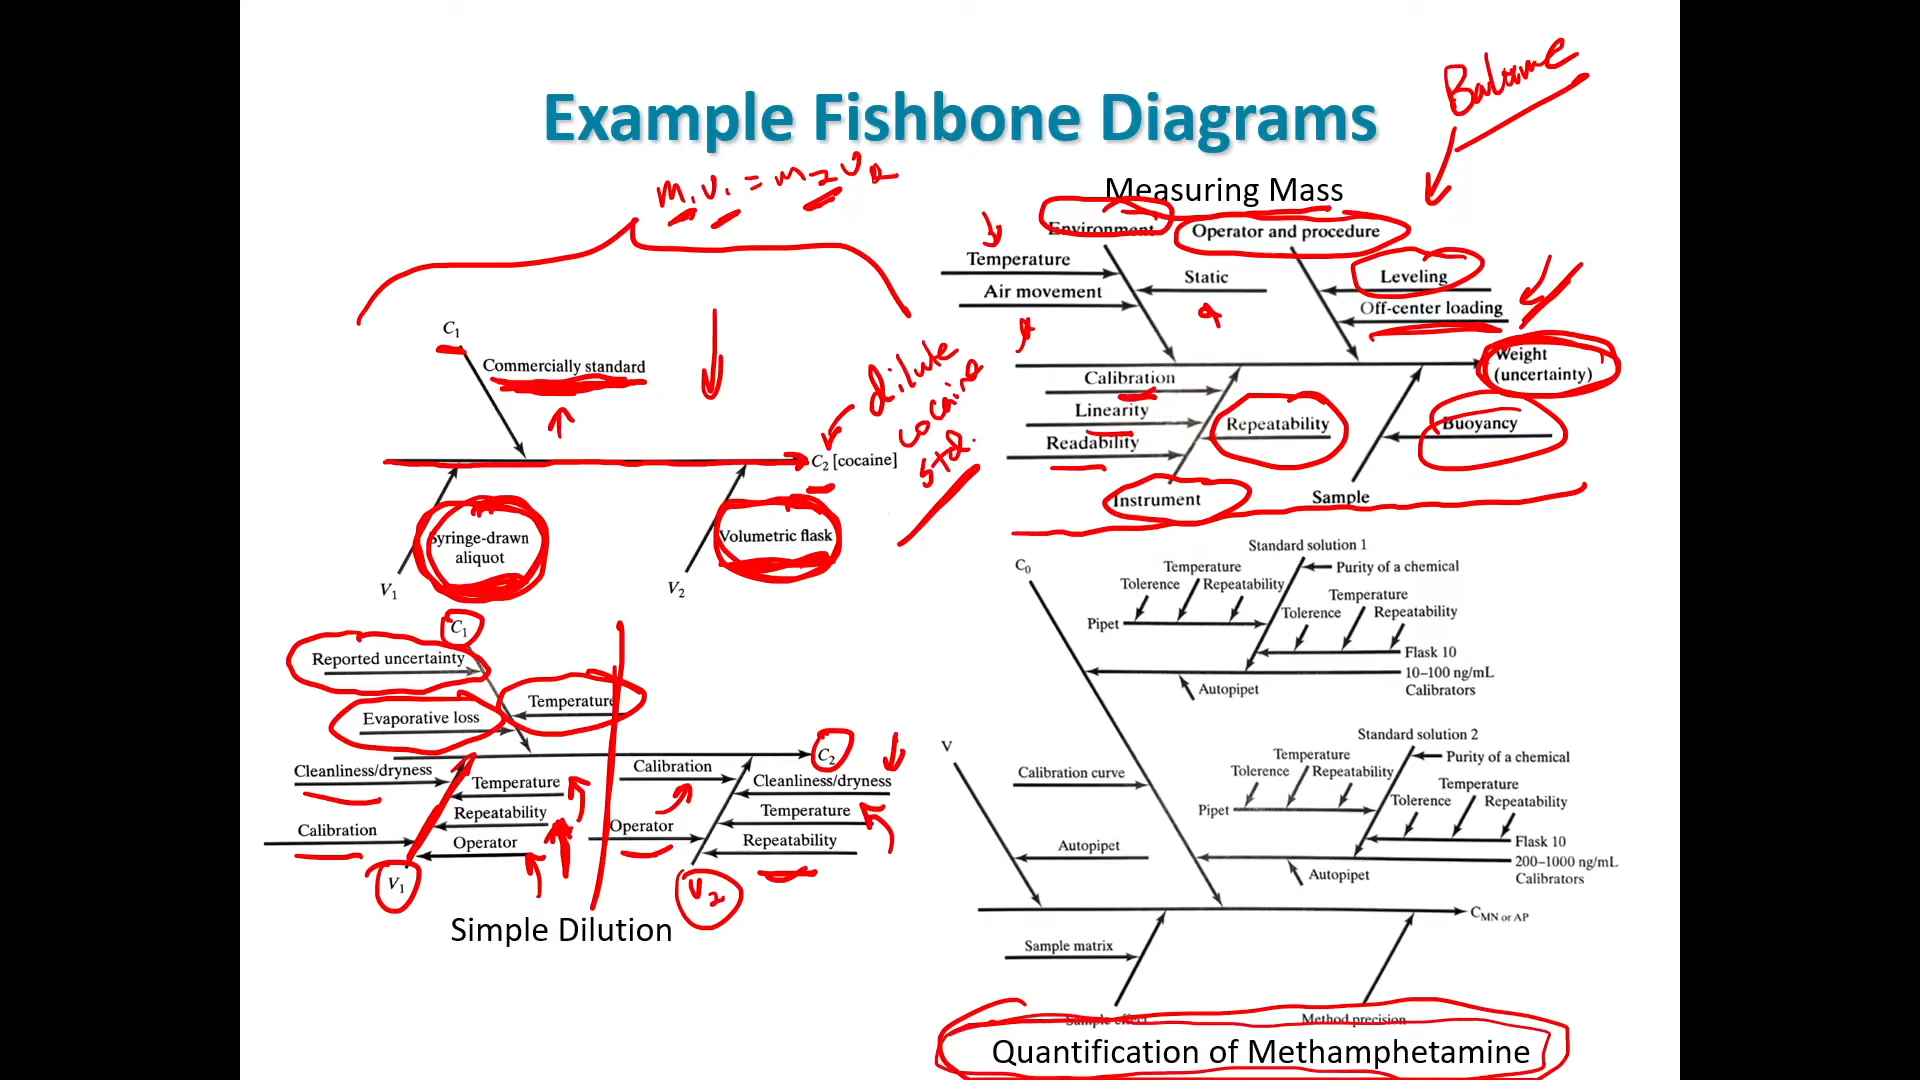 Example Fishbone Diagrams
Balance
m₁v₁ = m₂v₂
Measuring Mass
Environment
Operator and procedure
Temperature
Static
Leveling
Air movement
Off-center loading
Weight
(uncertainty)
Calibration
Linearity
Repeatability
Buoyancy
Readability
Instrument
Sample
C₁
Commercially standard
dilute
cocaine
std.
C₂ [cocaine]
Syringe-drawn
aliquot
Volumetric flask
V₁
V₂
C₁
Reported uncertainty
Temperature
Evaporative loss
C₂
Cleanliness/dryness
Temperature
Calibration
Cleanliness/dryness
Repeatability
Temperature
Calibration
Operator
Operator
Repeatability
V₁
V₂
Simple Dilution
Standard solution 1
C₀
Temperature
Purity of a chemical
Tolerence
Repeatability
Temperature
Tolerence
Repeatability
Pipet
Flask 10
10–100 ng/mL
Calibrators
Autopipet
Standard solution 2
V
Temperature
Purity of a chemical
Calibration curve
Tolerence
Repeatability
Temperature
Tolerence
Repeatability
Pipet
Flask 10
Autopipet
200–1000 ng/mL
Calibrators
Autopipet
C_MN or AP
Sample matrix
Sample effect
Method precision
Quantification of Methamphetamine